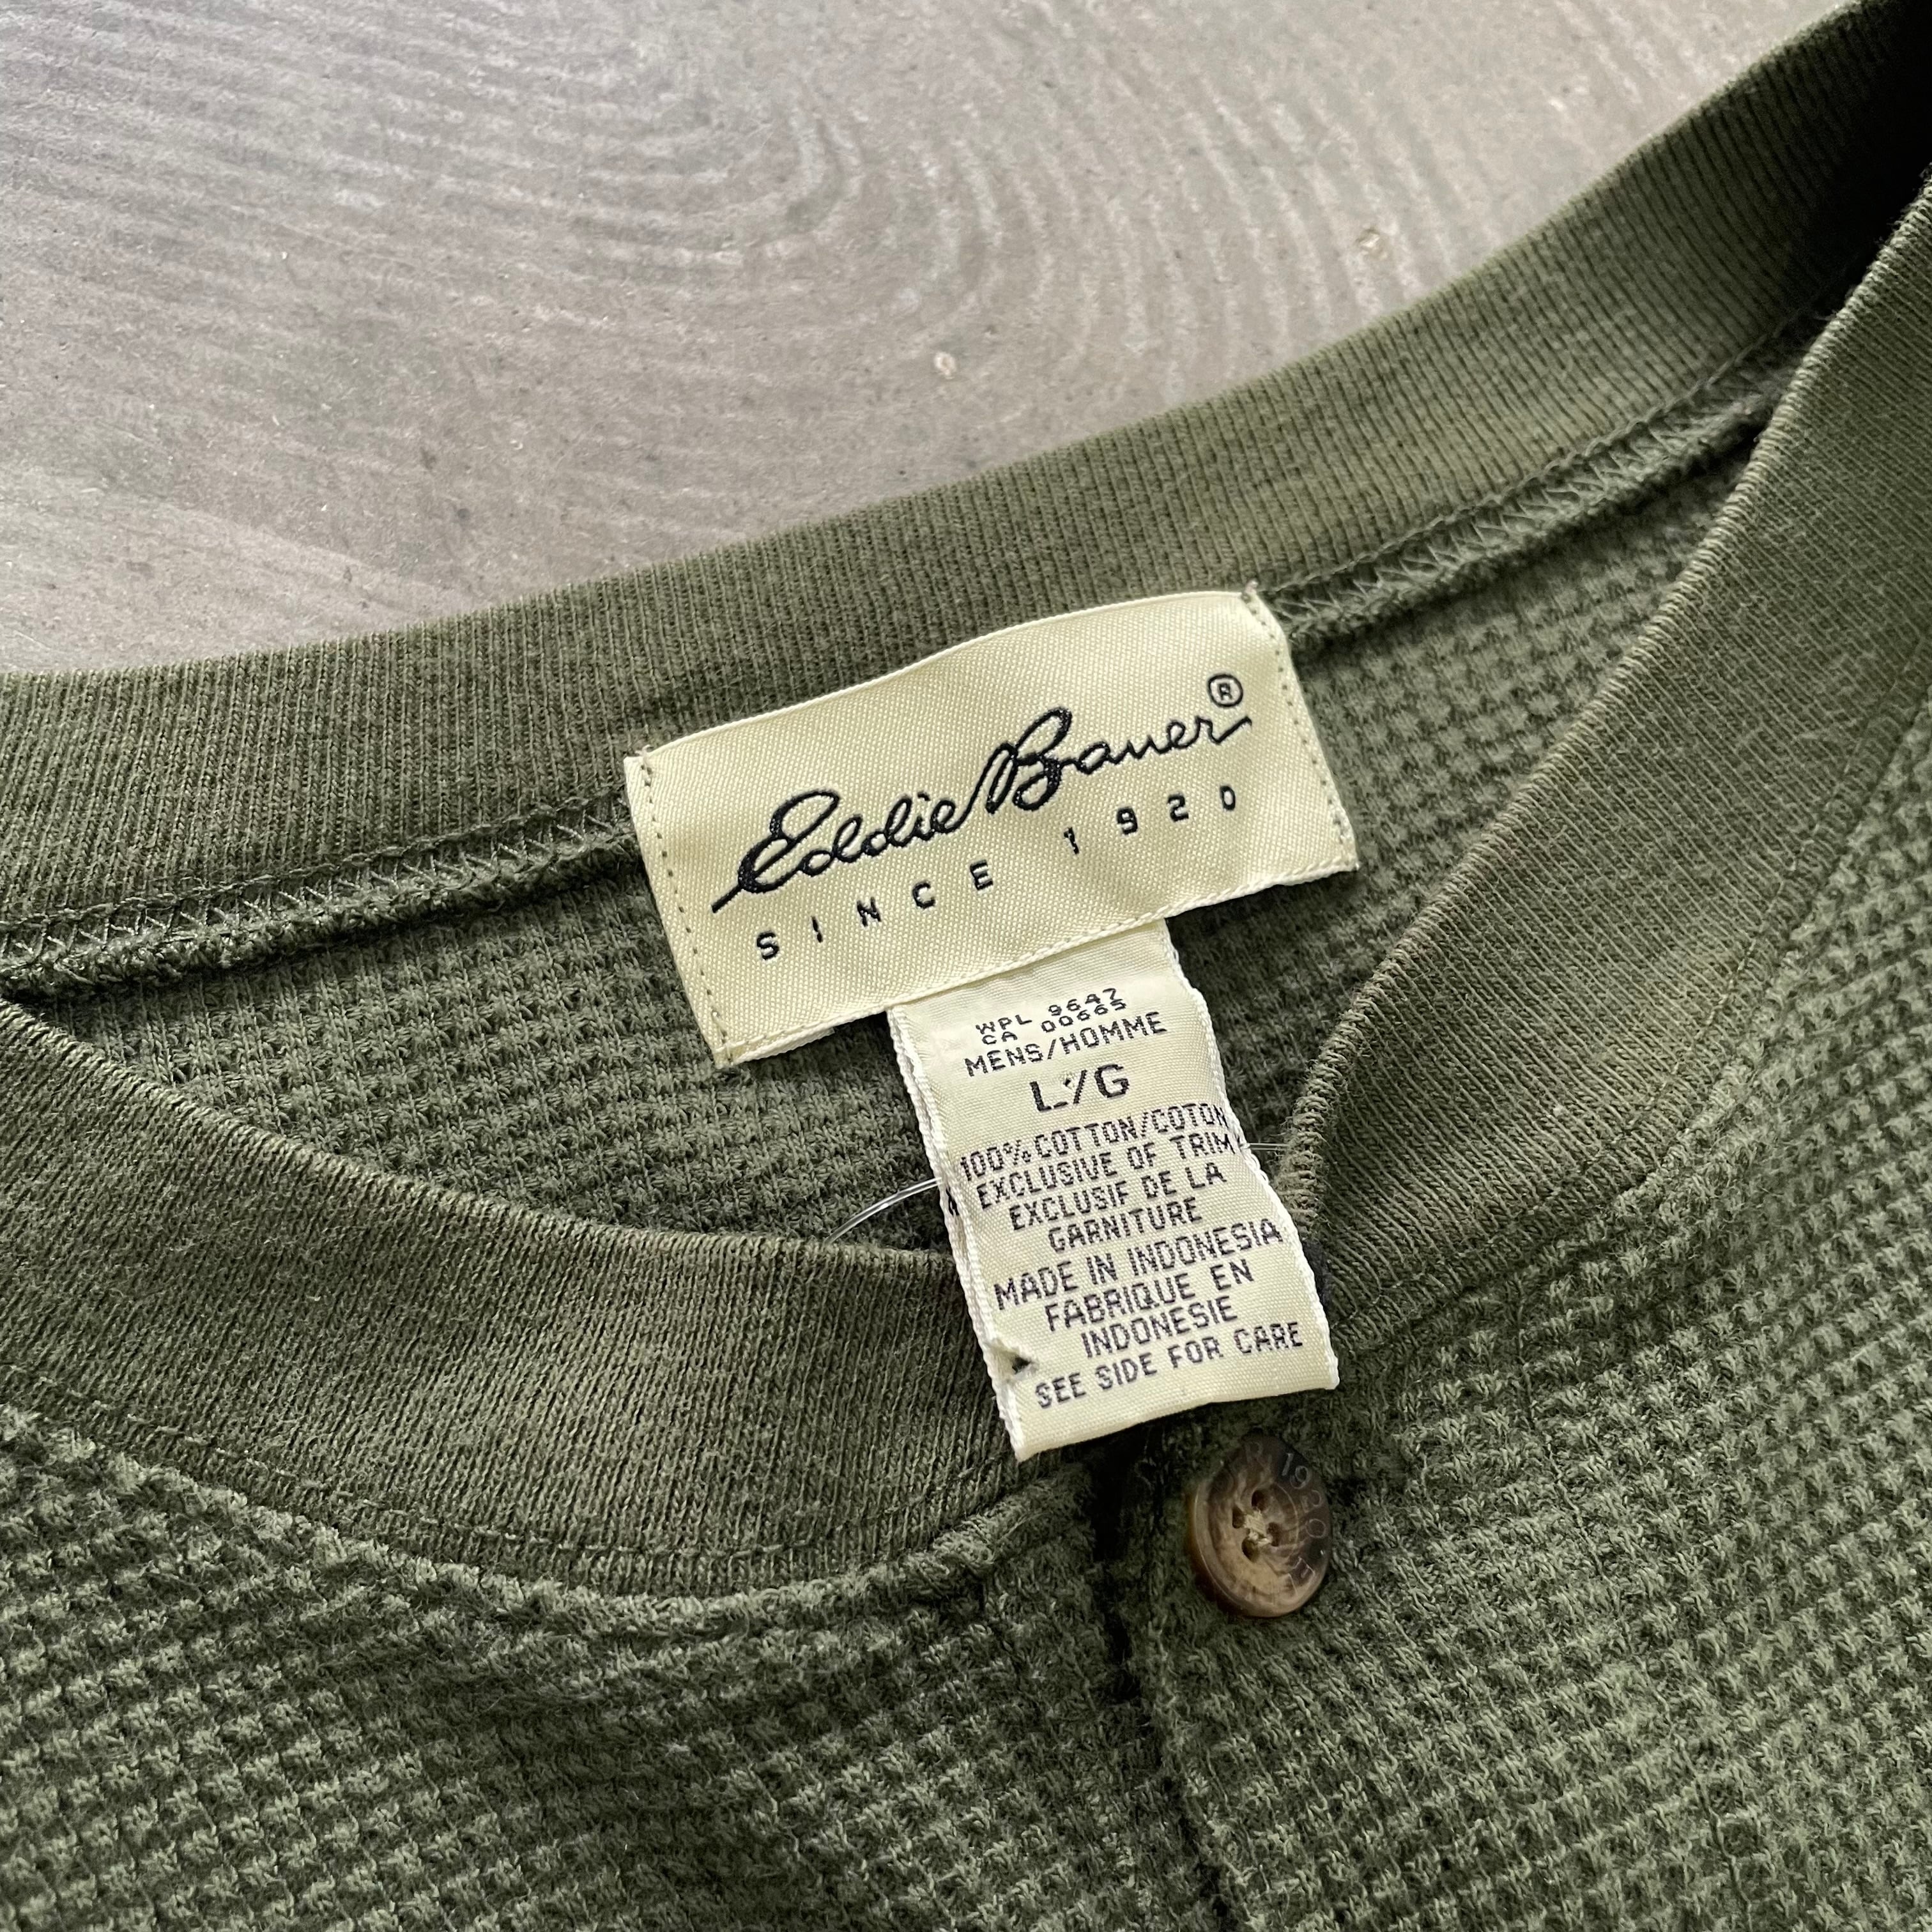 Eddie Bauer®
SINCE 1920
WPL 9647
CA 00665
MENS/HOMME
L/G
100% COTTON/COTON
EXCLUSIVE OF TRIM
EXCLUSIF DE LA
GARNITURE
MADE IN INDONESIA
FABRIQUE EN
INDONESIE
SEE SIDE FOR CARE
1920